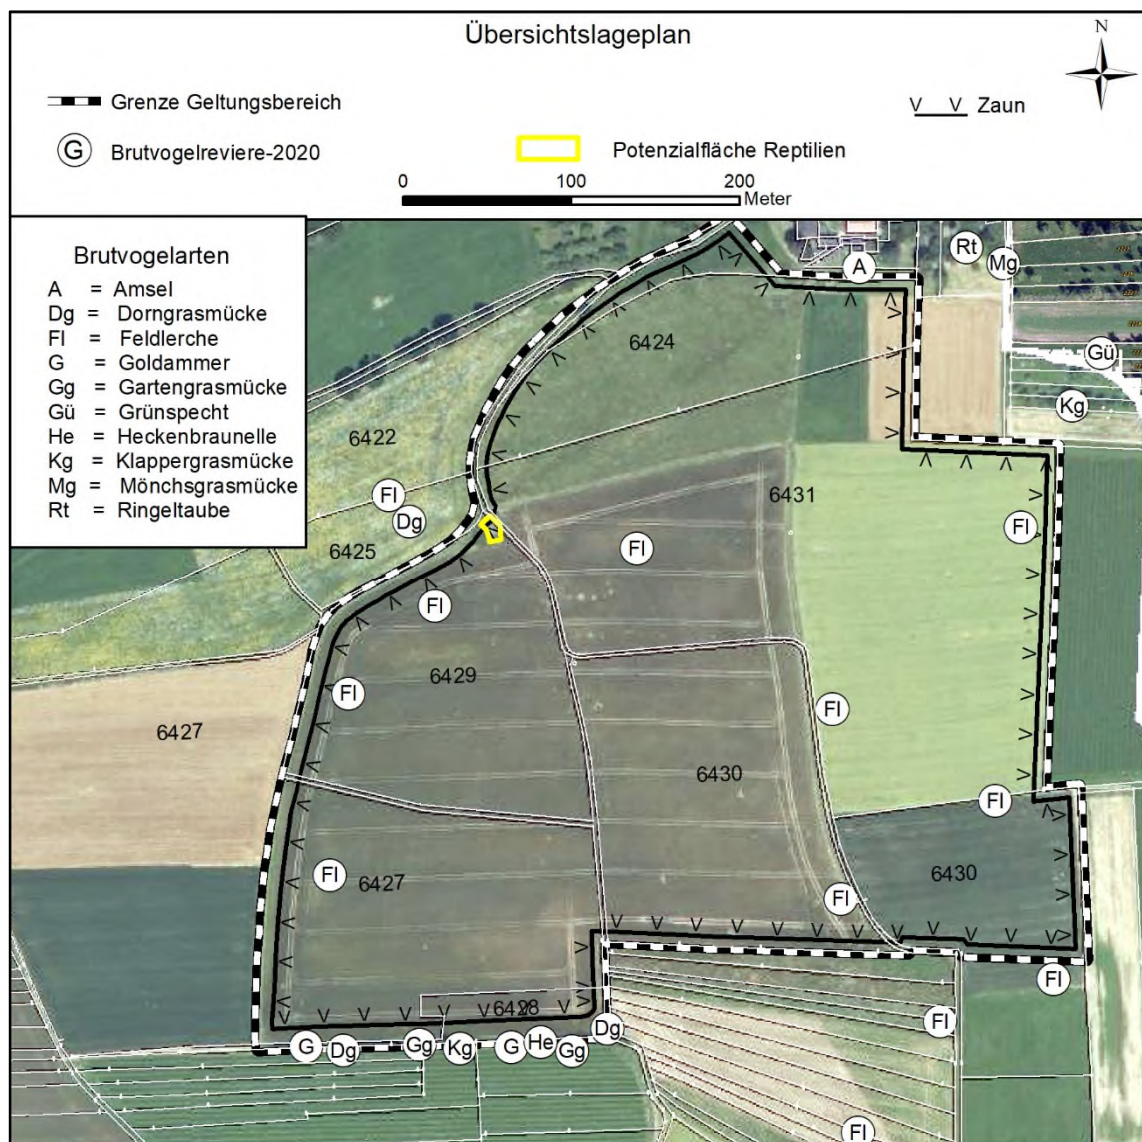 Übersichtslageplan
N
Grenze Geltungsbereich
V V Zaun
G Brutvogelreviere-2020
Potenzialfläche Reptilien
0 100 200
Meter
Brutvogelarten
A = Amsel
Dg = Dorngrasmücke
Fl = Feldlerche
G = Goldammer
Gg = Gartengrasmücke
Gü = Grünspecht
He = Heckenbraunelle
Kg = Klappergrasmücke
Mg = Mönchsgrasmücke
Rt = Ringeltaube
Rt
A
Mg
6424
Gü
Kg
6422
Fl
6431
Dg
Fl
6425
Fl
Fl
6429
Fl
Fl
6427
6430
Fl
Fl
6427
6430
Fl
Fl
6428
Fl
Dg
G
Dg
Gg
Kg
G
He
Gg
Fl